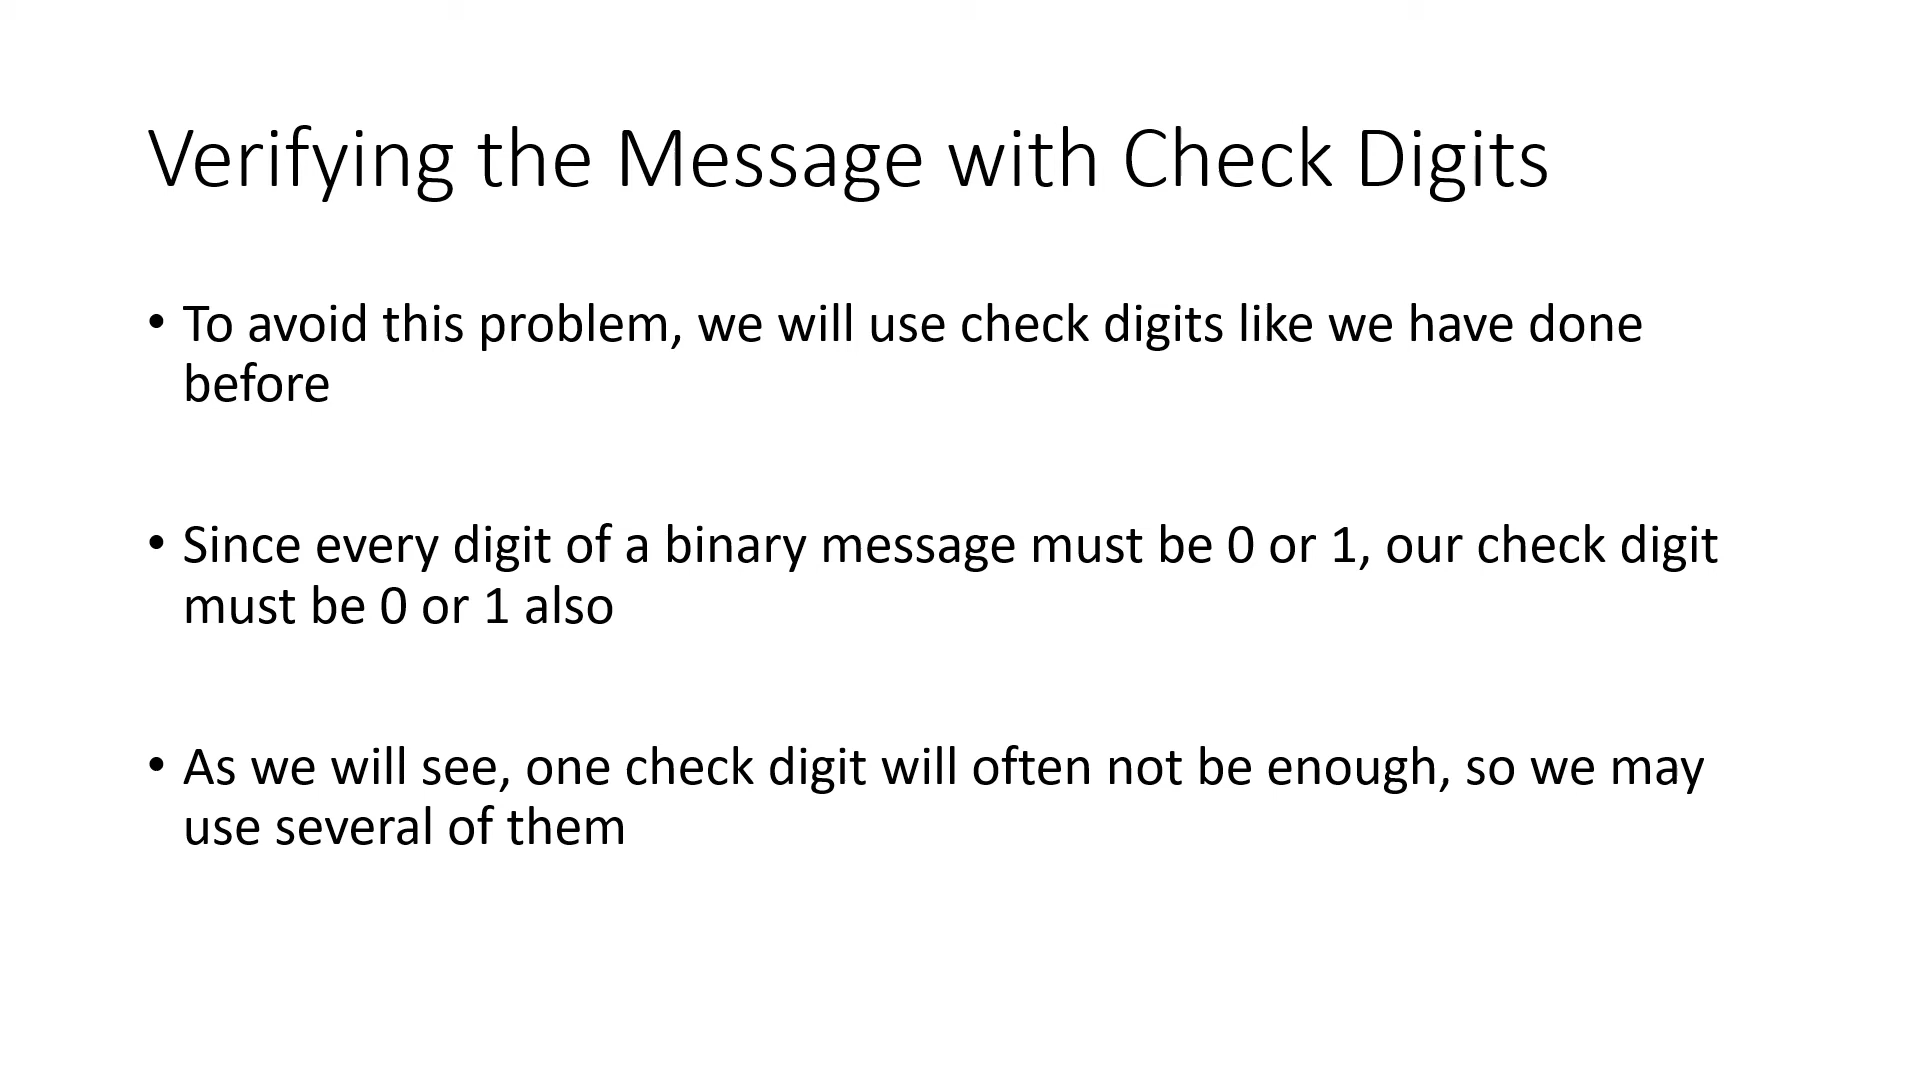 Verifying the Message with Check Digits
• To avoid this problem, we will use check digits like we have done
before
• Since every digit of a binary message must be 0 or 1, our check digit
must be 0 or 1 also
• As we will see, one check digit will often not be enough, so we may
use several of them